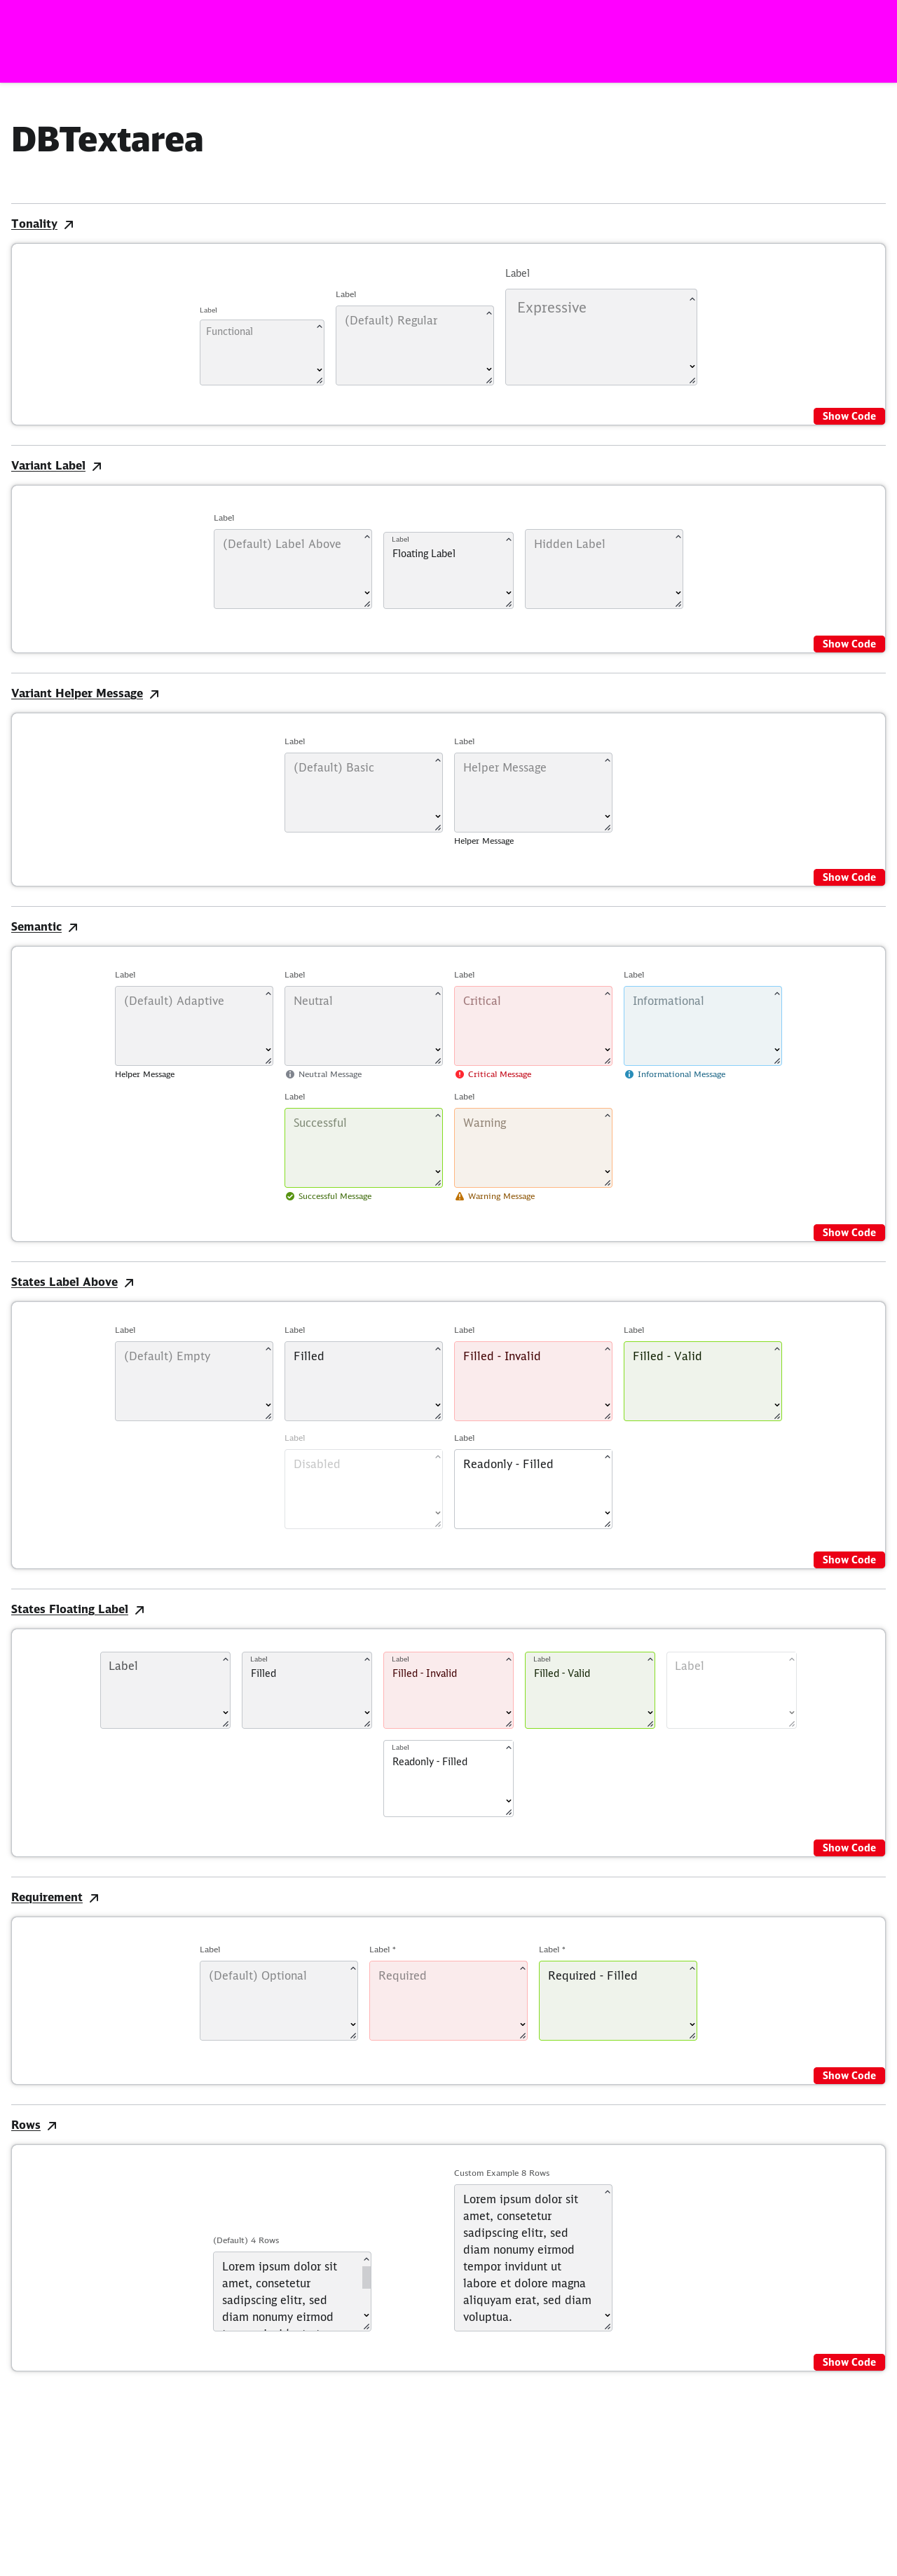 DBTextarea
Tonality
Label
Functional
Label
(Default) Regular
Label
Expressive
Show Code
Variant Label
Label
(Default) Label Above
Label
Floating Label
Hidden Label
Show Code
Variant Helper Message
Label
(Default) Basic
Label
Helper Message
Helper Message
Show Code
Semantic
Label
(Default) Adaptive
Helper Message
Label
Neutral
Neutral Message
Label
Critical
Critical Message
Label
Informational
Informational Message
Label
Successful
Successful Message
Label
Warning
Warning Message
Show Code
States Label Above
Label
(Default) Empty
Label
Filled
Label
Filled - Invalid
Label
Filled - Valid
Label
Disabled
Label
Readonly - Filled
Show Code
States Floating Label
Label
Label
Filled
Label
Filled - Invalid
Label
Filled - Valid
Label
Label
Readonly - Filled
Show Code
Requirement
Label
(Default) Optional
Label *
Required
Label *
Required - Filled
Show Code
Rows
(Default) 4 Rows
Lorem ipsum dolor sit
amet, consetetur
sadipscing elitr, sed
diam nonumy eirmod
Custom Example 8 Rows
Lorem ipsum dolor sit
amet, consetetur
sadipscing elitr, sed
diam nonumy eirmod
tempor invidunt ut
labore et dolore magna
aliquyam erat, sed diam
voluptua.
Show Code